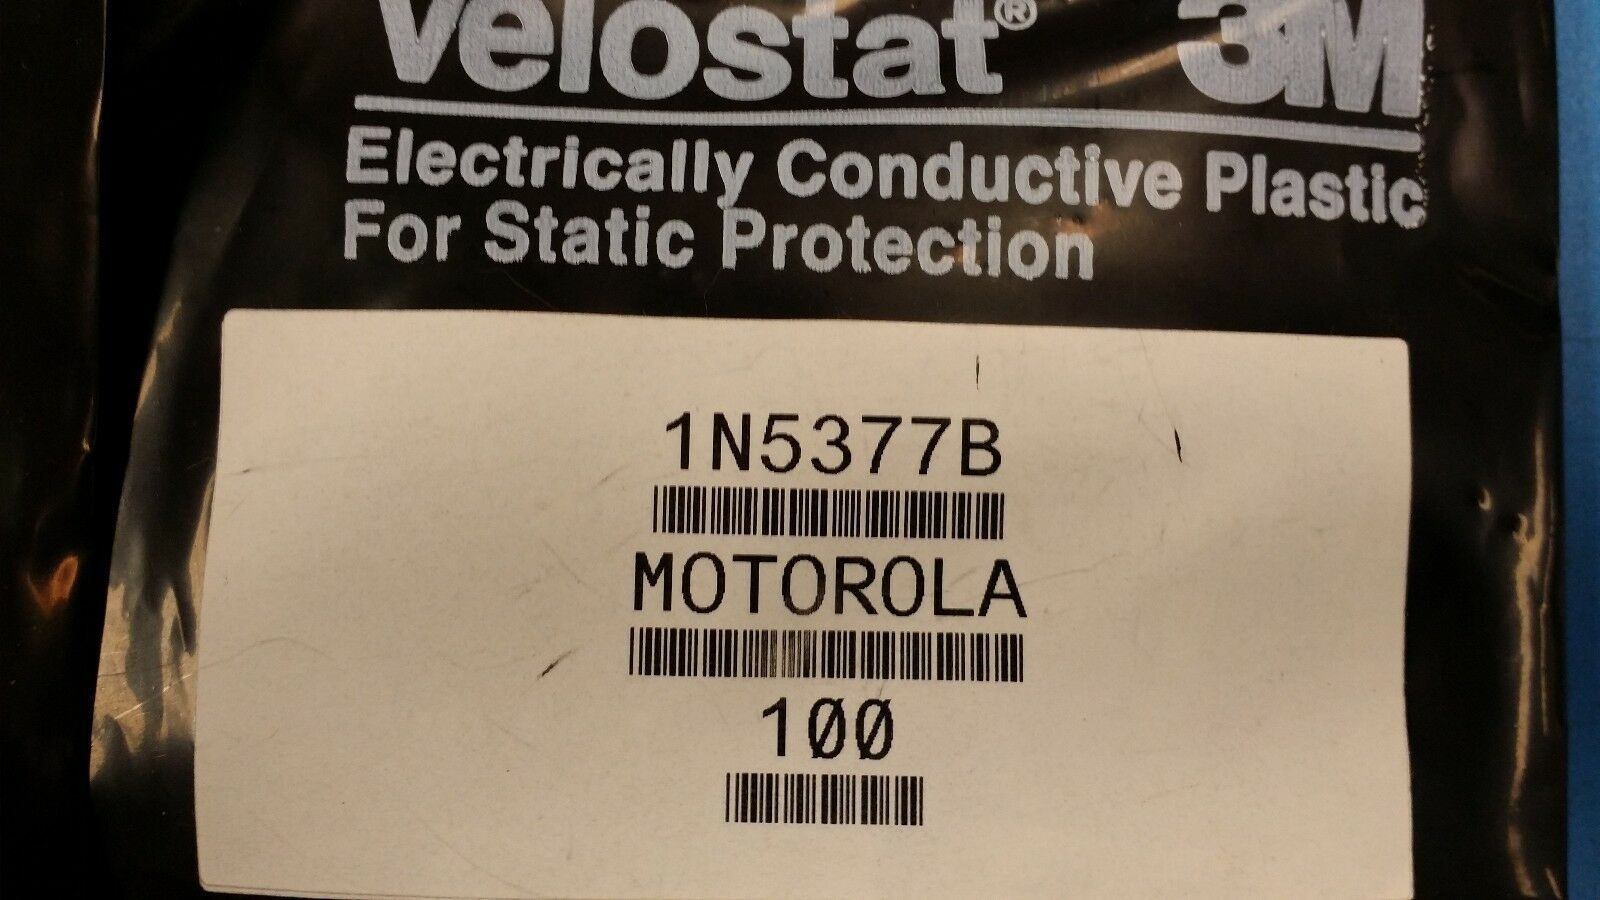 Velostat® 3M
Electrically Conductive Plastic
For Static Protection
1N5377B
MOTOROLA
100